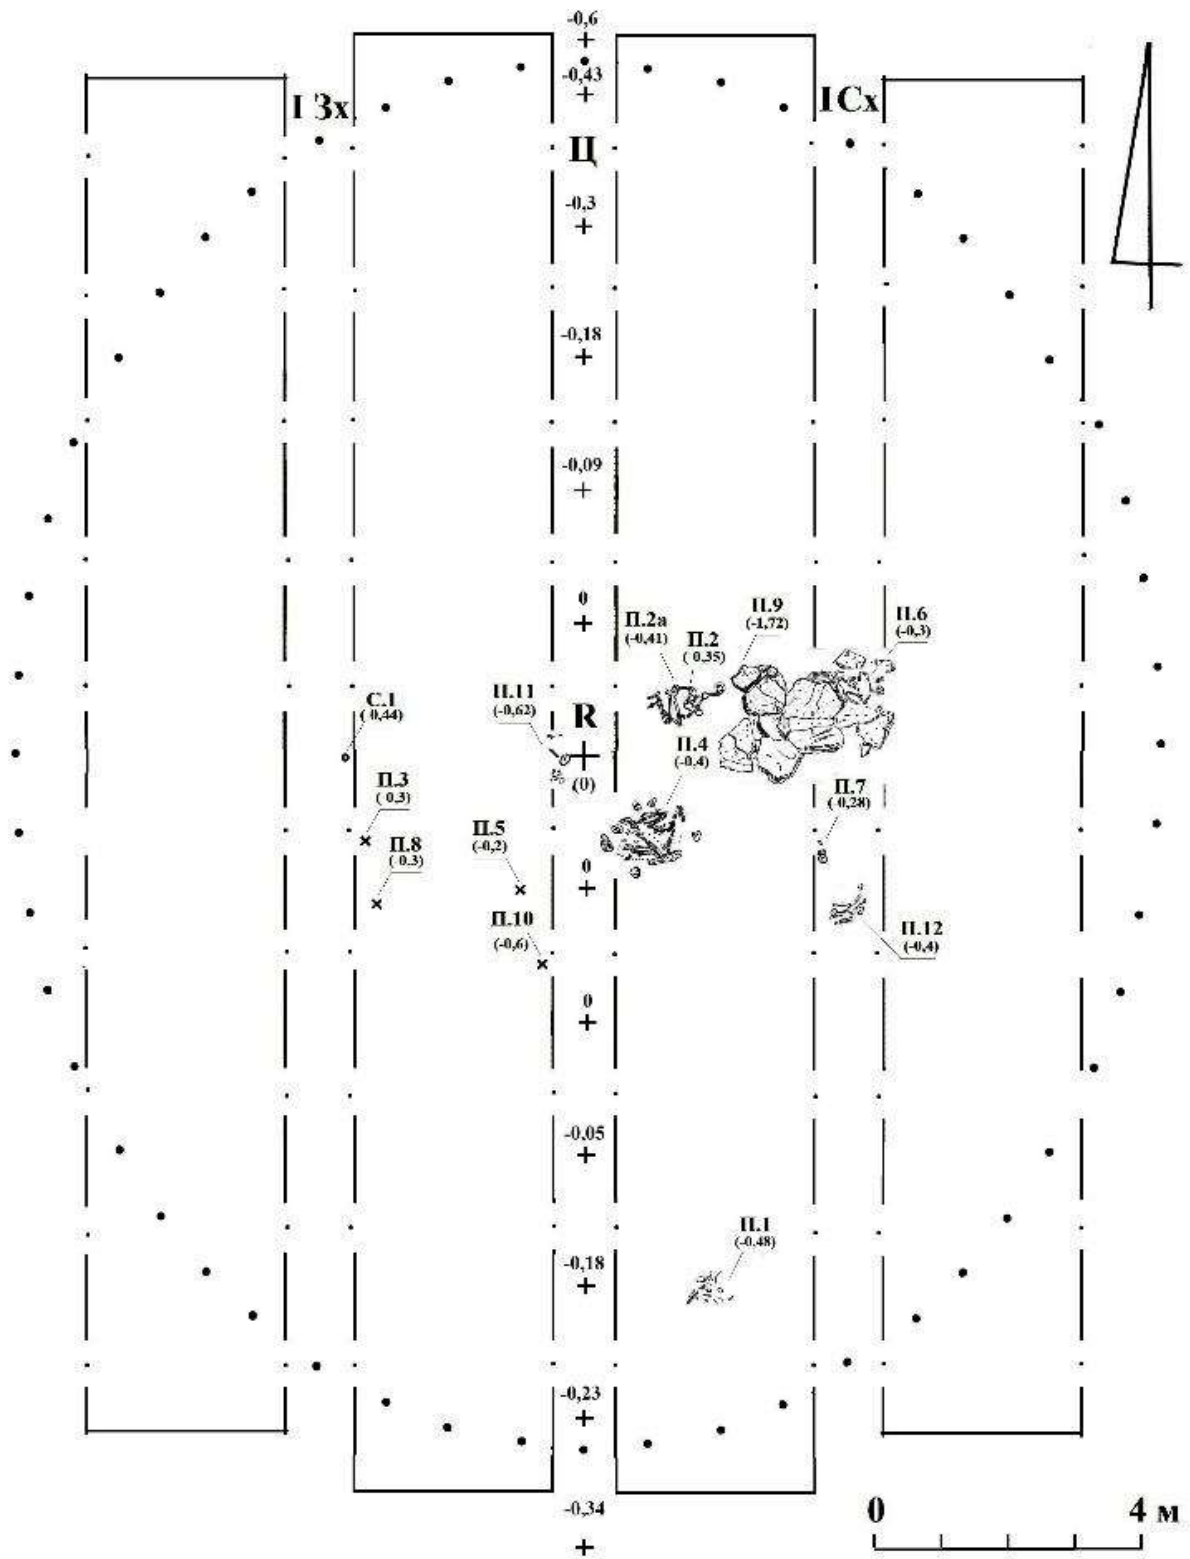 -0,6
-0,43
I Зх
I Сх
Ц
-0,3
-0,18
-0,09
0
П.2а
(-0,41)
П.2
( 0,35)
П.9
(-1,72)
П.6
(-0,3)
С.1
( 0,44)
П.11
(-0,62)
R
(0)
П.4
(-0,4)
П.3
( 0,3)
П.8
( 0,3)
П.5
(-0,2)
П.7
( 0,28)
0
П.10
(-0,6)
П.12
(-0,4)
0
-0,05
П.1
(-0,48)
-0,18
-0,23
-0,34
0
4 м